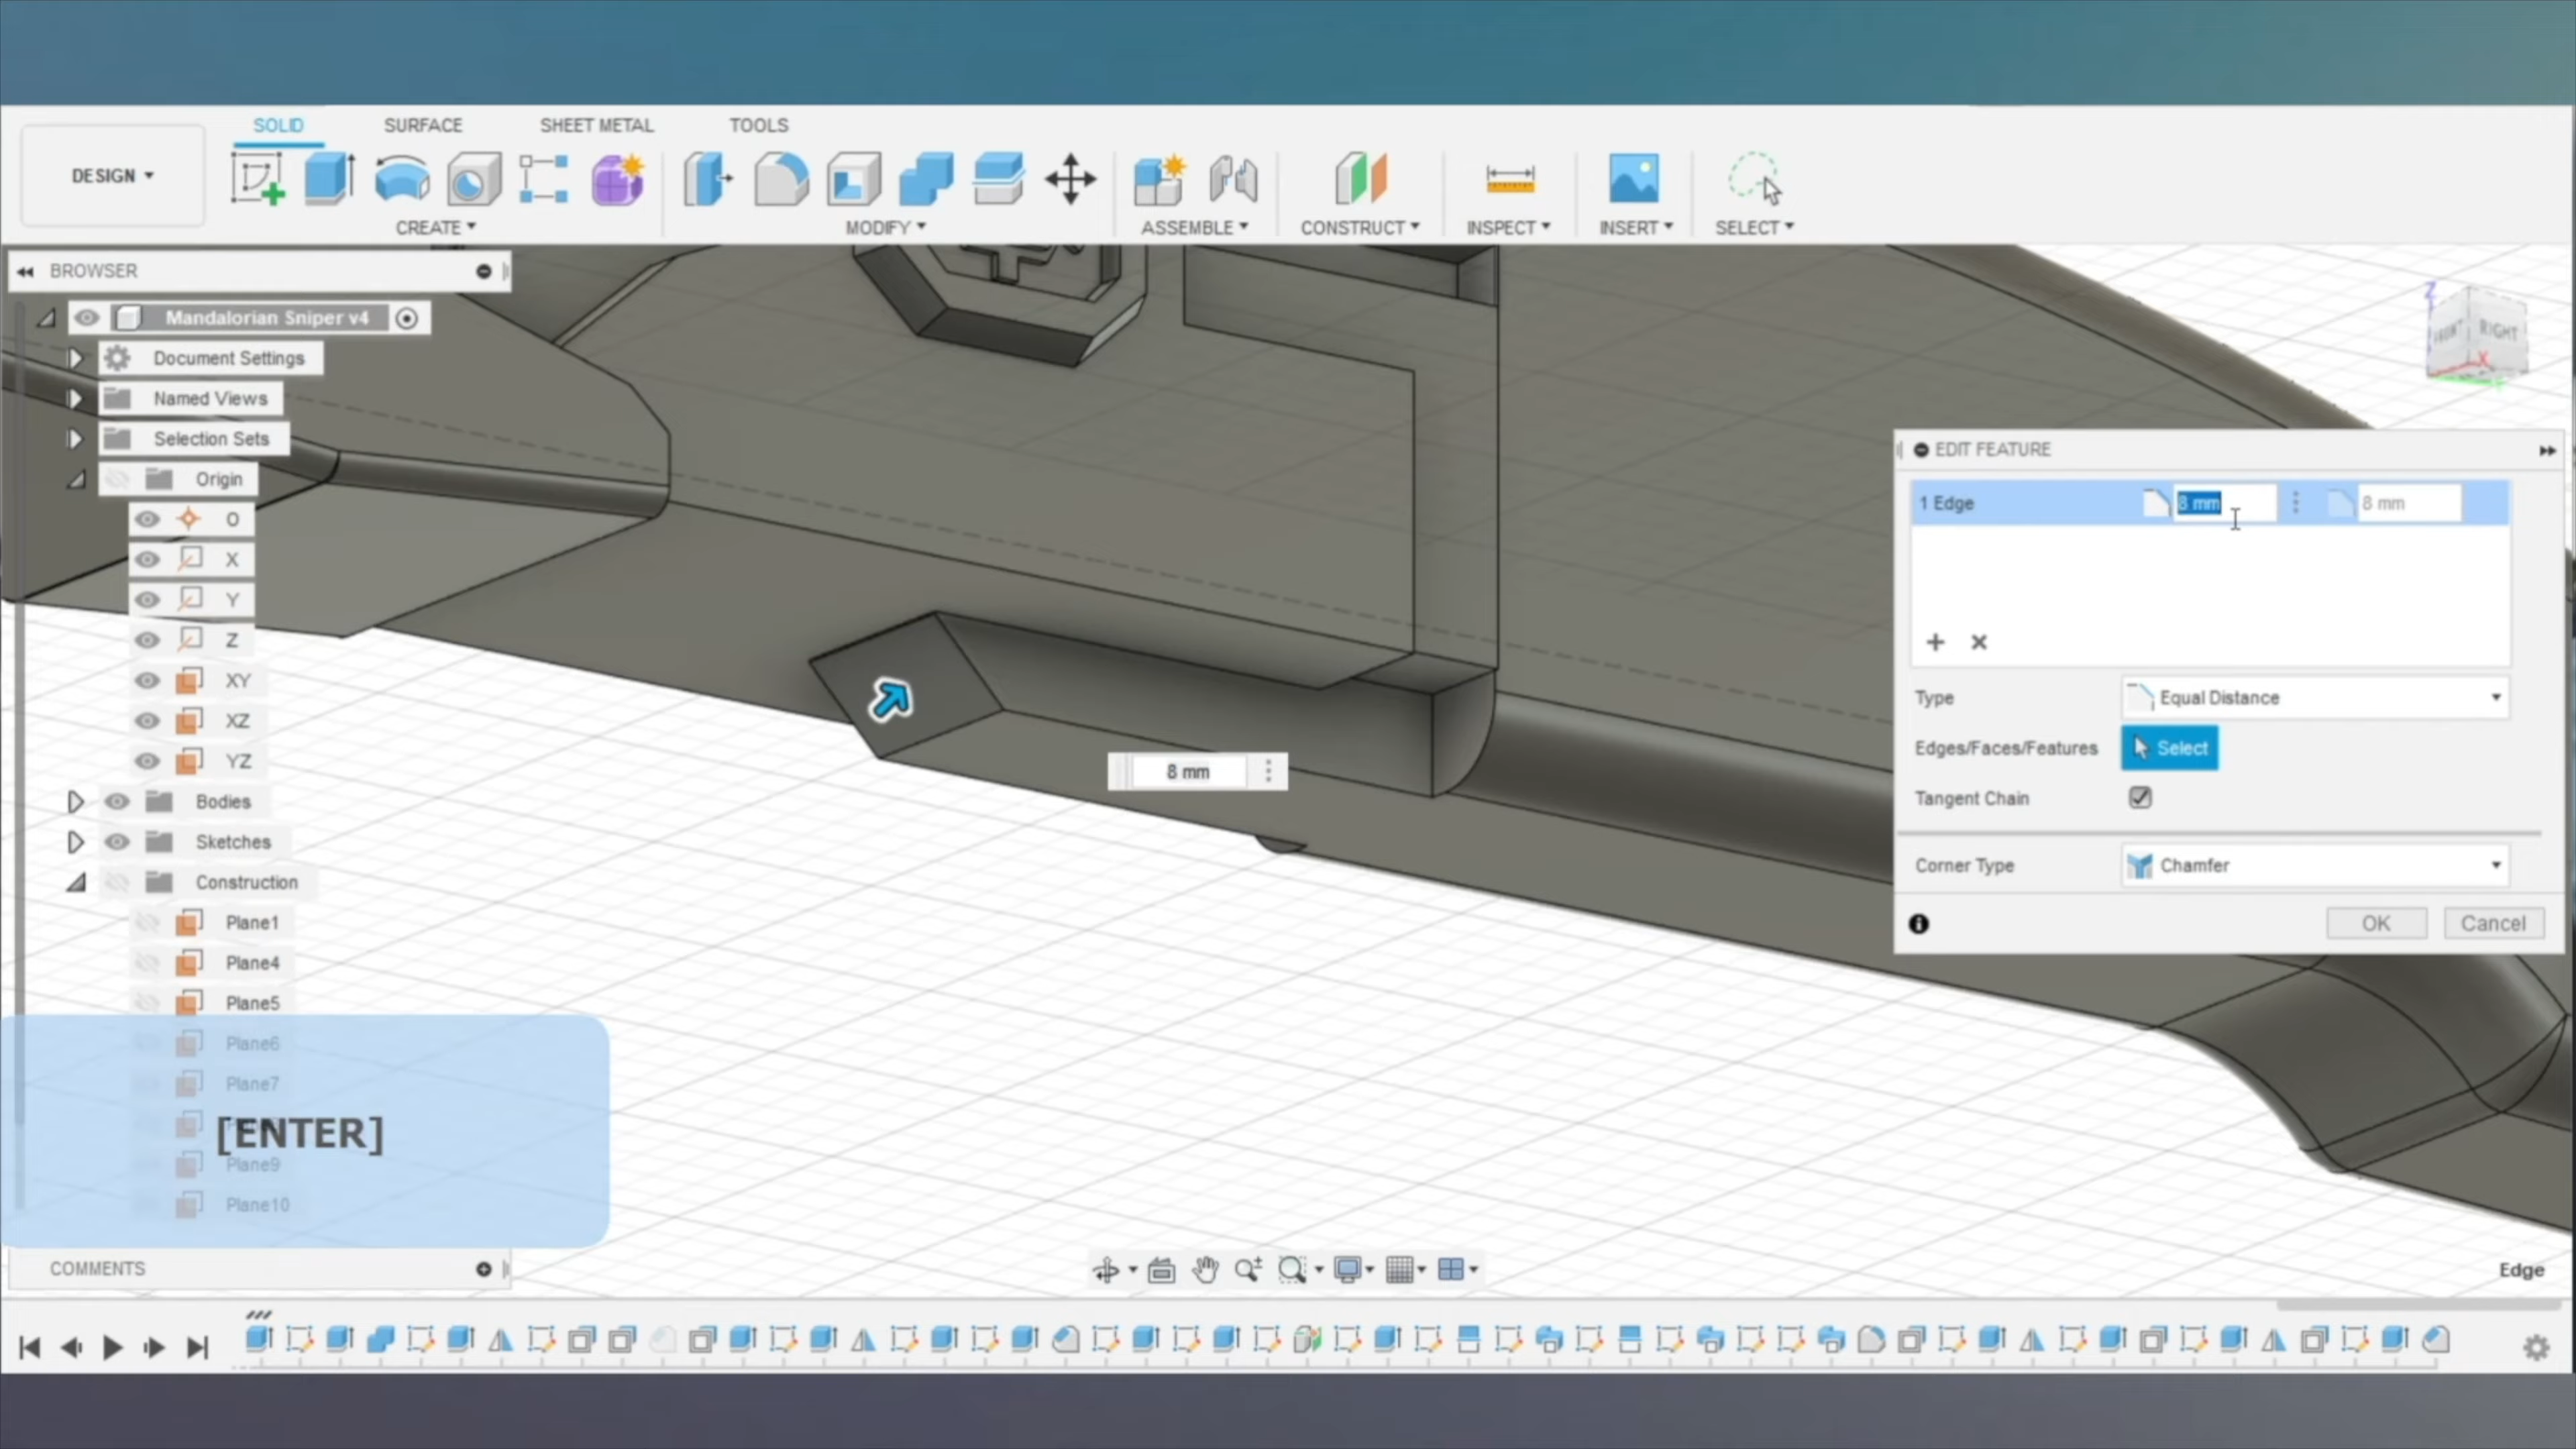 SOLID SURFACE SHEET METAL TOOLS
DESIGN
CREATE MODIFY ASSEMBLE CONSTRUCT INSPECT INSERT SELECT
BROWSER
Mandalorian Sniper v4
Document Settings
Named Views
Selection Sets
Origin
O
X
Y
Z
XY
XZ
YZ
Bodies
Sketches
Construction
Plane1
Plane4
Plane5
Plane6
Plane7
[ENTER]
Plane9
Plane10
COMMENTS
8 mm
Z
FRONT RIGHT
X
EDIT FEATURE
1 Edge 8 mm 8 mm
Type Equal Distance
Edges/Faces/Features Select
Tangent Chain
Corner Type Chamfer
OK Cancel
Edge